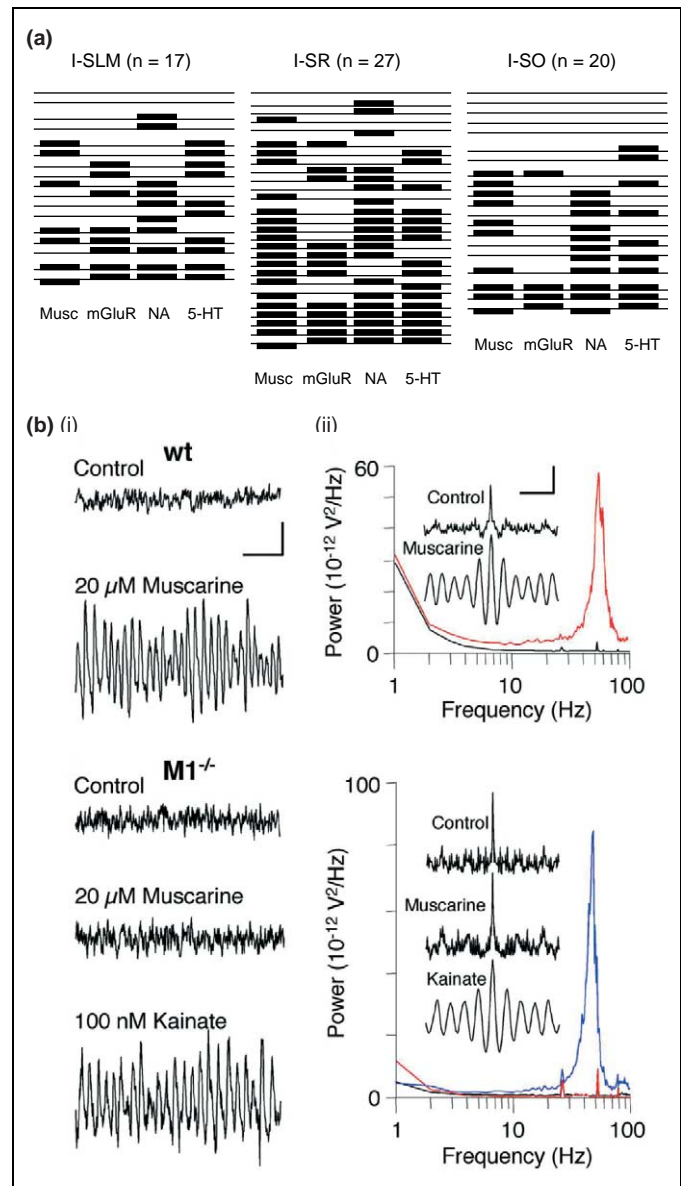 (a)
I-SLM (n = 17)
I-SR (n = 27)
I-SO (n = 20)
Musc mGluR NA 5-HT
Musc mGluR NA 5-HT
Musc mGluR NA 5-HT
(b) (i)
wt
Control
20 µM Muscarine
M1-/-
Control
20 µM Muscarine
100 nM Kainate
(ii)
60
Control
Muscarine
Power (10-12 V2/Hz)
0
1 10 100
Frequency (Hz)
100
Control
Muscarine
Kainate
Power (10-12 V2/Hz)
0
1 10 100
Frequency (Hz)